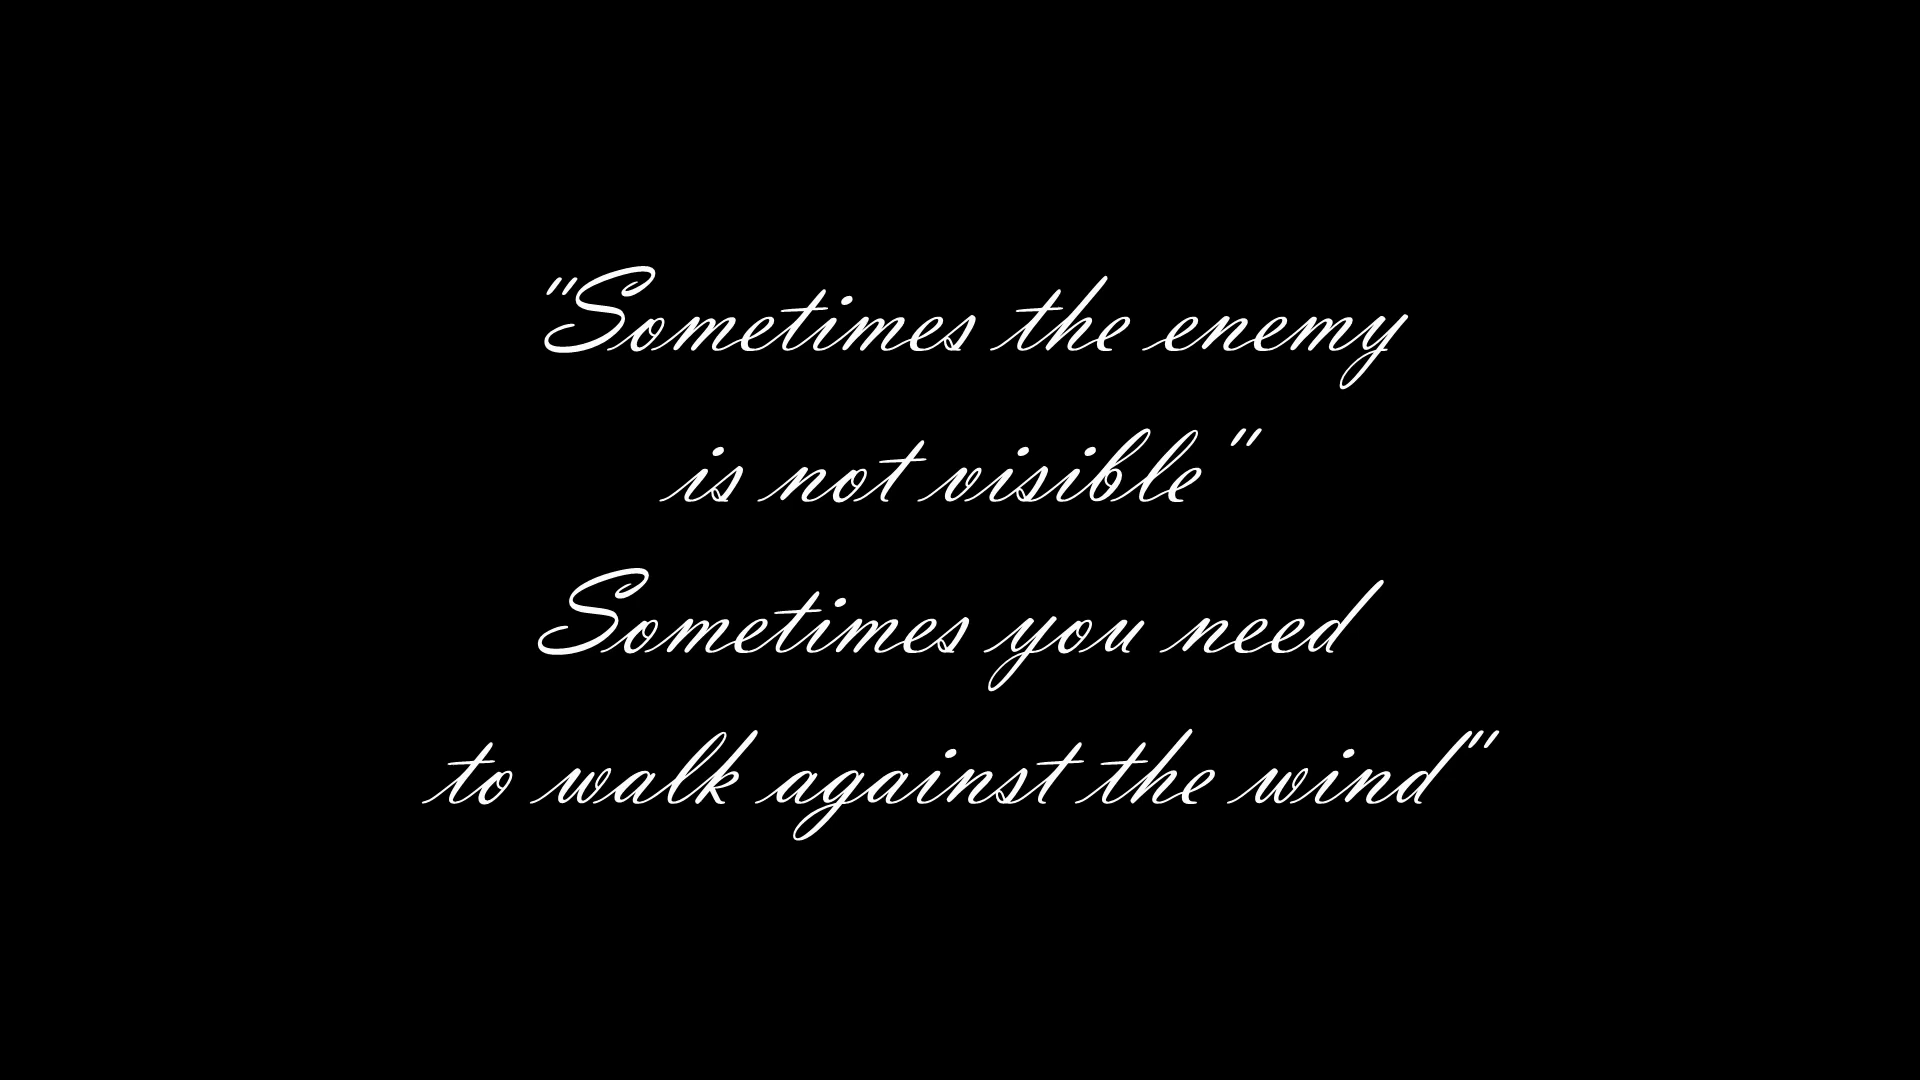 "Sometimes the enemy
is not visible"
Sometimes you need
to walk against the wind"